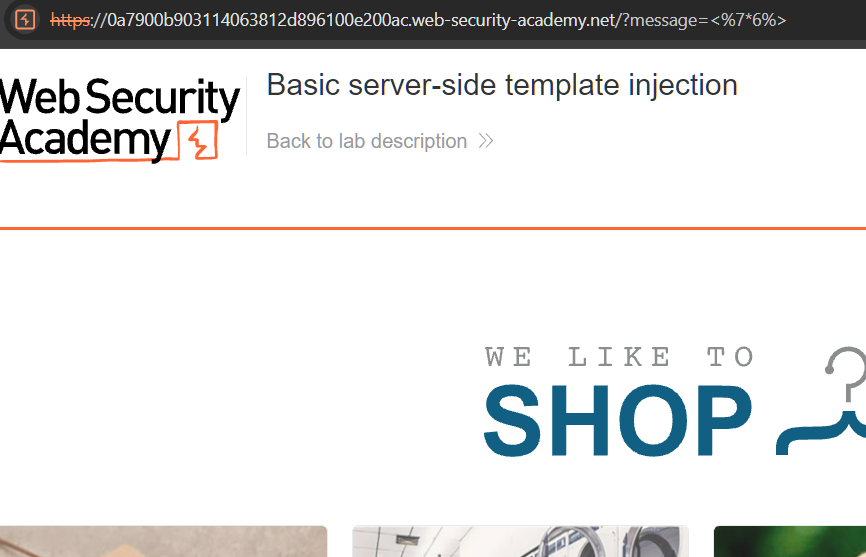 https://0a7900b903114063812d896100e200ac.web-security-academy.net/?message=<%7*6%>
Web Security
Academy
Basic server-side template injection
Back to lab description
WE LIKE TO
SHOP